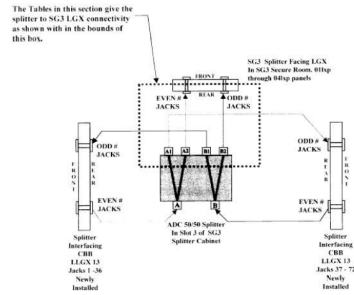 The Tables in this section give the
splitter to SG3 LGX connectivity
as shown with in the bounds of
this box.
SG3 Splitter Facing LGX
In SG3 Secure Room. 01lsp
through 04lsp panels
FRONT
REAR
EVEN #
JACKS
ODD #
JACKS
ODD #
JACKS
A1
A2
B1
B2
ODD #
JACKS
FRONT
REAR
REAR
FRONT
EVEN #
JACKS
EVEN #
JACKS
A
B
ADC 50/50 Splitter
In Slot 3 of SG3
Splitter Cabinet
Splitter
Interfacing
CBB
LLGX 13
Jacks 1 -36
Newly
Installed
Splitter
Interfacing
CBB
LLGX 13
Jacks 37 - 72
Newly
Installed